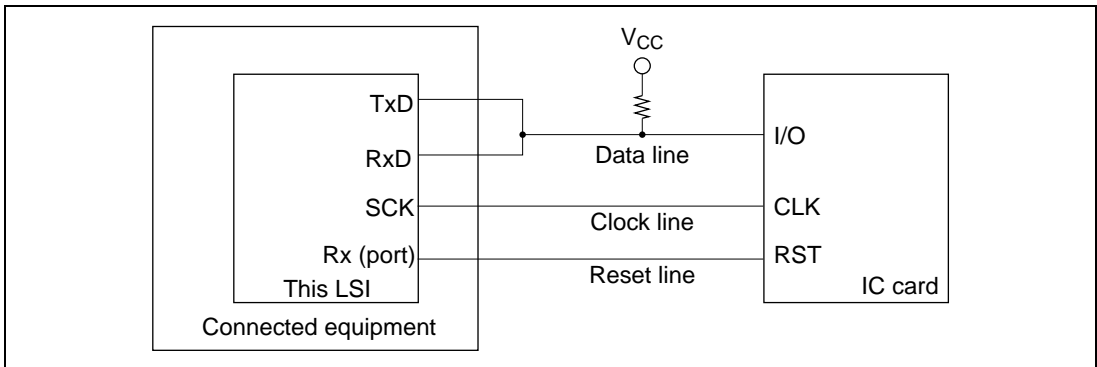 VCC
TxD
RxD
Data line
I/O
SCK
Clock line
CLK
Rx (port)
Reset line
RST
This LSI
IC card
Connected equipment